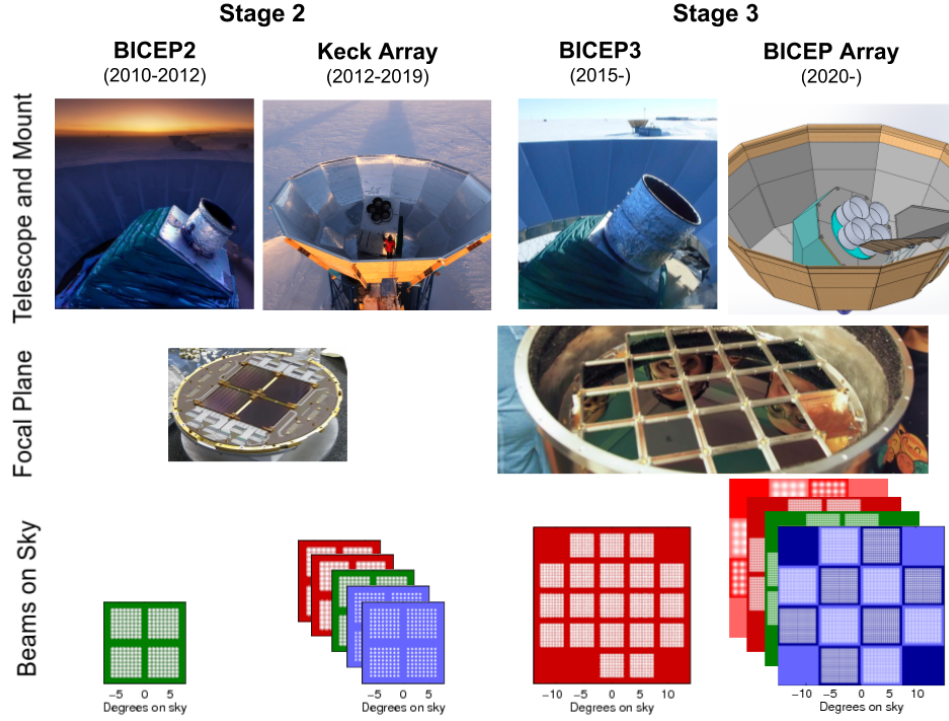 Stage 2
Stage 3
BICEP2
(2010-2012)
Keck Array
(2012-2019)
BICEP3
(2015-)
BICEP Array
(2020-)
Telescope and Mount
Focal Plane
Beams on Sky
−5 0 5
Degrees on sky
−5 0 5
Degrees on sky
−10 −5 0 5 10
Degrees on sky
−10 −5 0 5 10
Degrees on sky